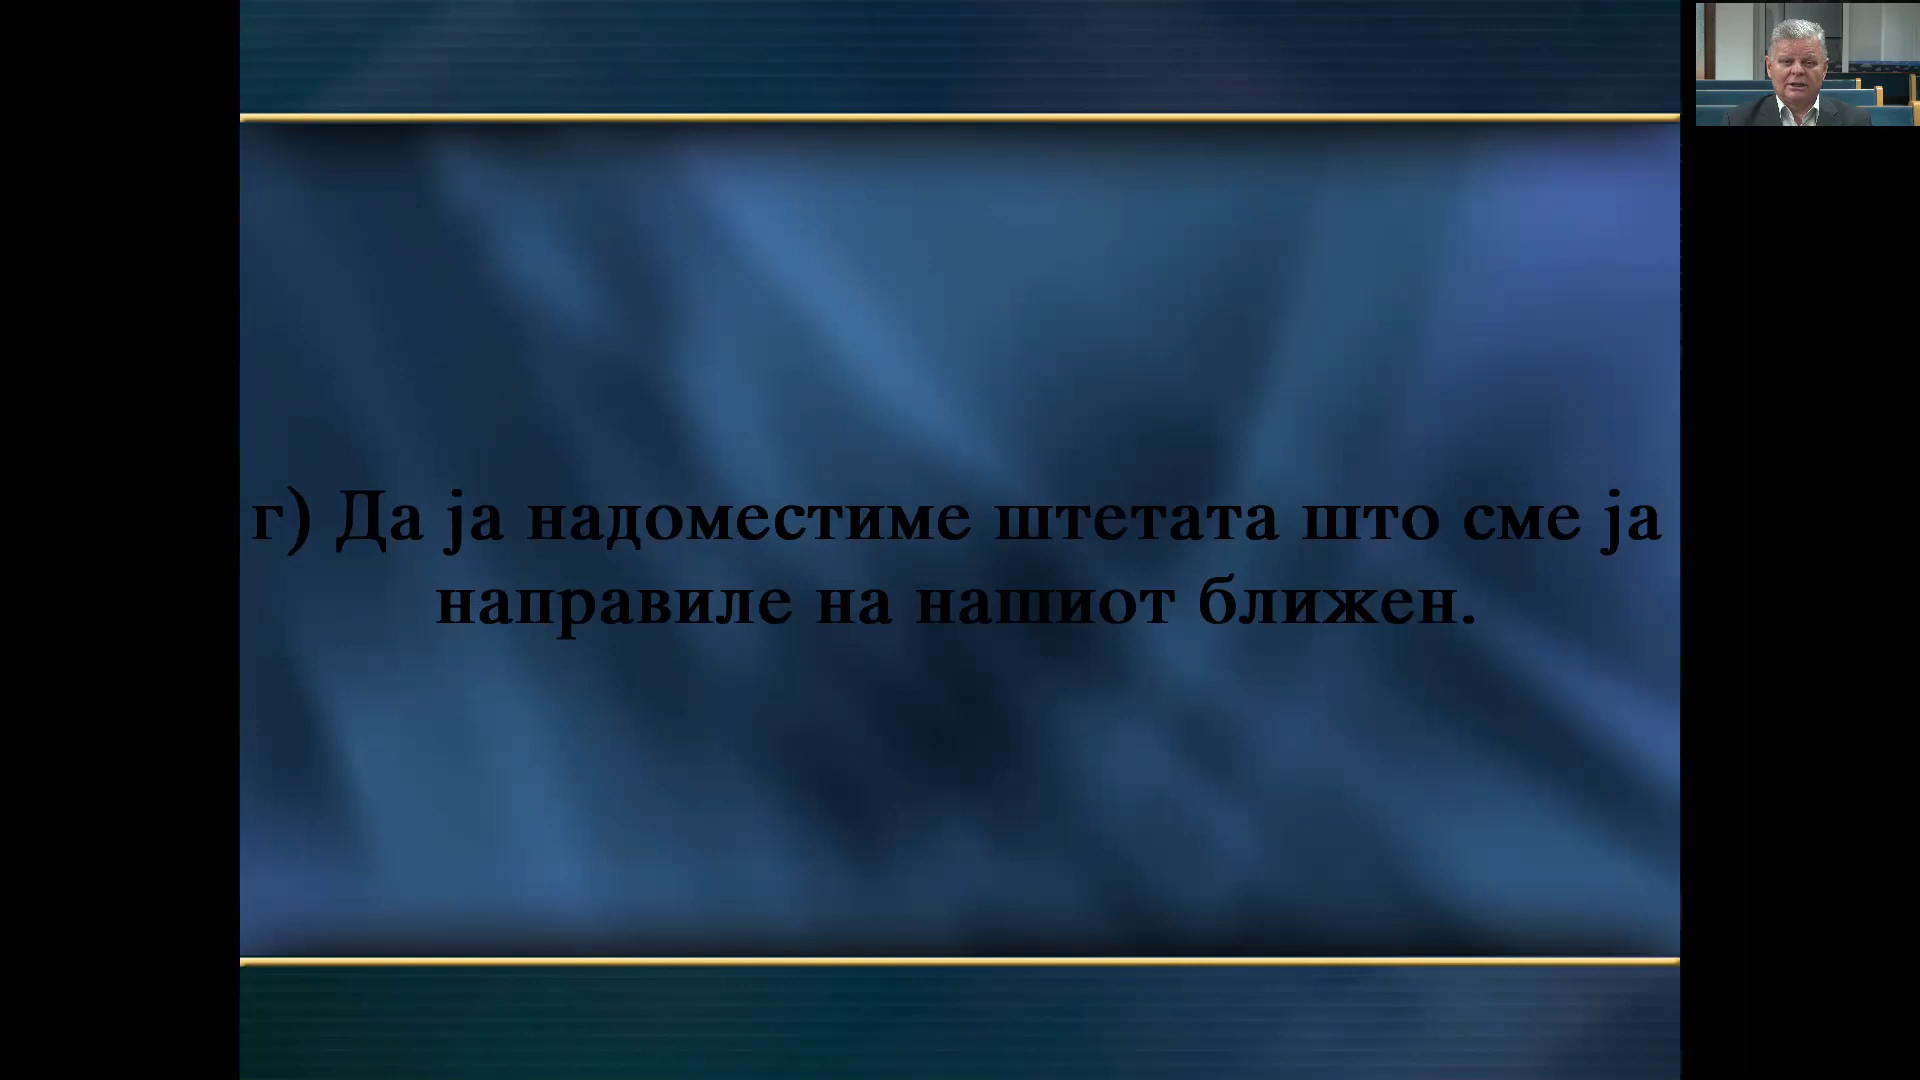 г) Да ја надоместиме штетата што сме ја
направиле на нашиот ближен.